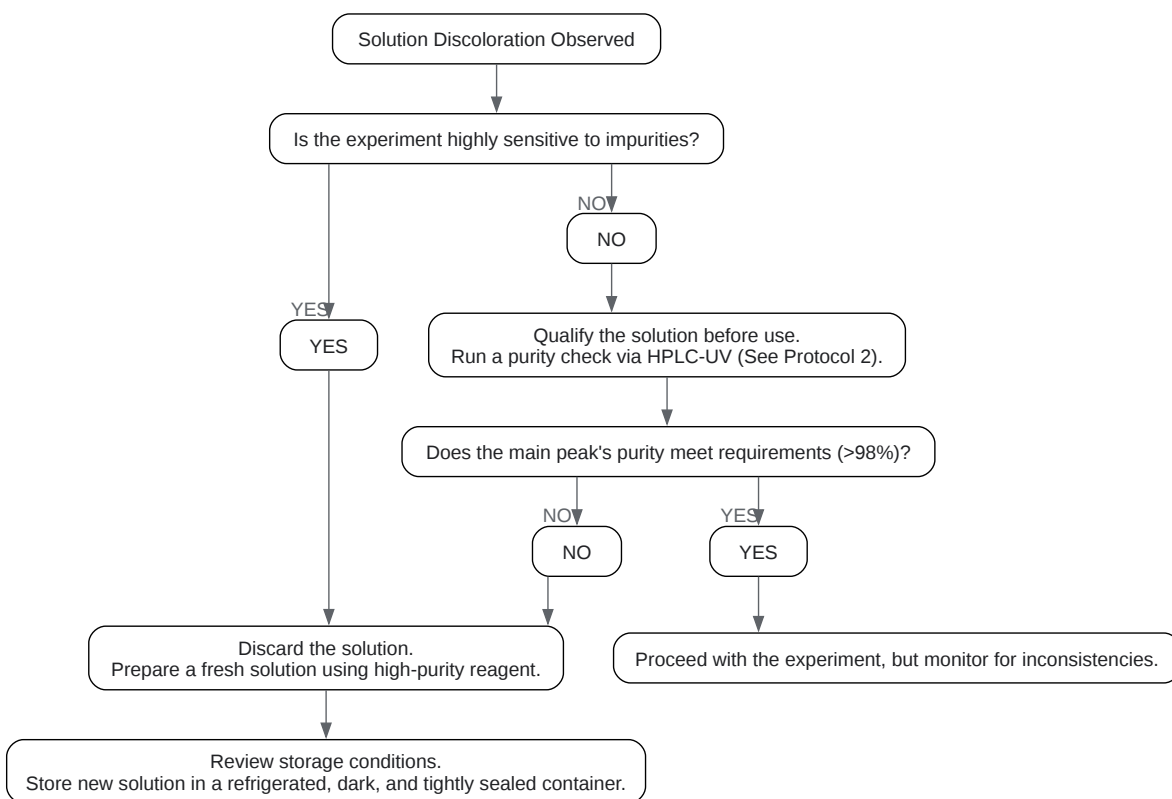 Solution Discoloration Observed
Is the experiment highly sensitive to impurities?
NO
NO
YES
YES
Qualify the solution before use.
Run a purity check via HPLC-UV (See Protocol 2).
Does the main peak's purity meet requirements (>98%)?
NO
YES
NO
YES
Discard the solution.
Prepare a fresh solution using high-purity reagent.
Proceed with the experiment, but monitor for inconsistencies.
Review storage conditions.
Store new solution in a refrigerated, dark, and tightly sealed container.